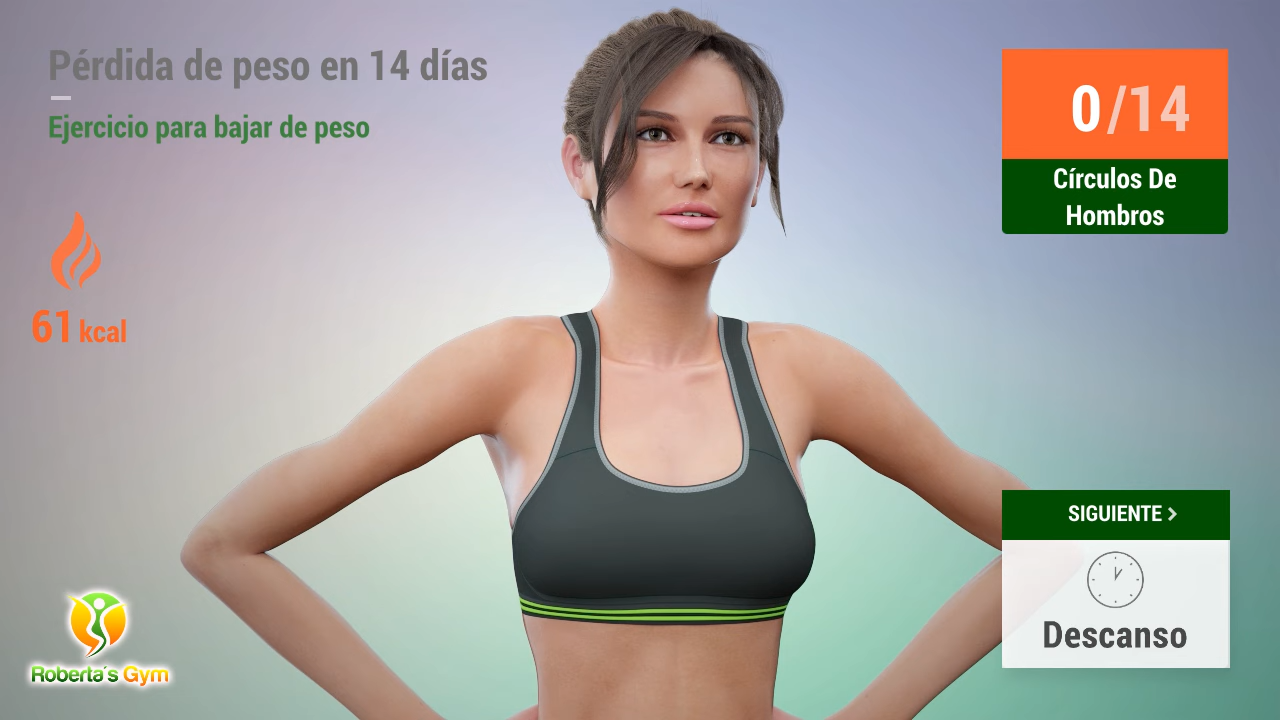 Pérdida de peso en 14 días
Ejercicio para bajar de peso
0/14
Círculos De
Hombros
61 kcal
SIGUIENTE >
Descanso
Roberta´s Gym